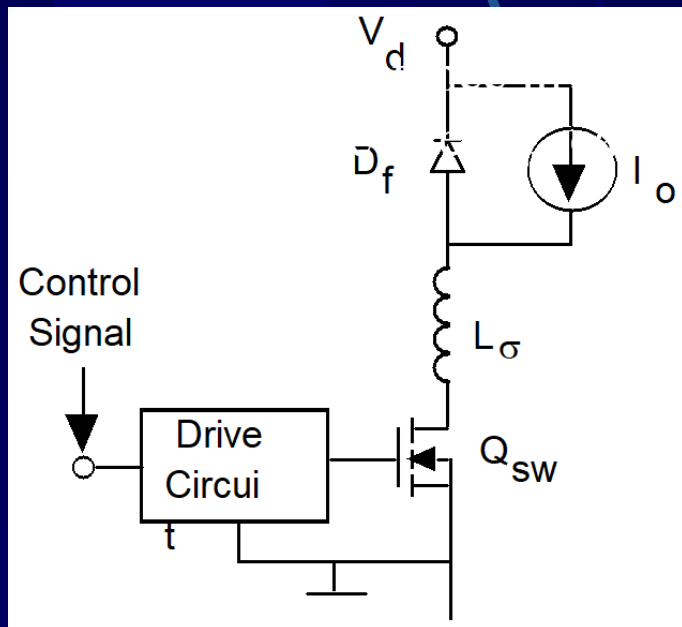 V d
D f
I o
Control
Signal
L σ
Drive
Circui
t
Q sw